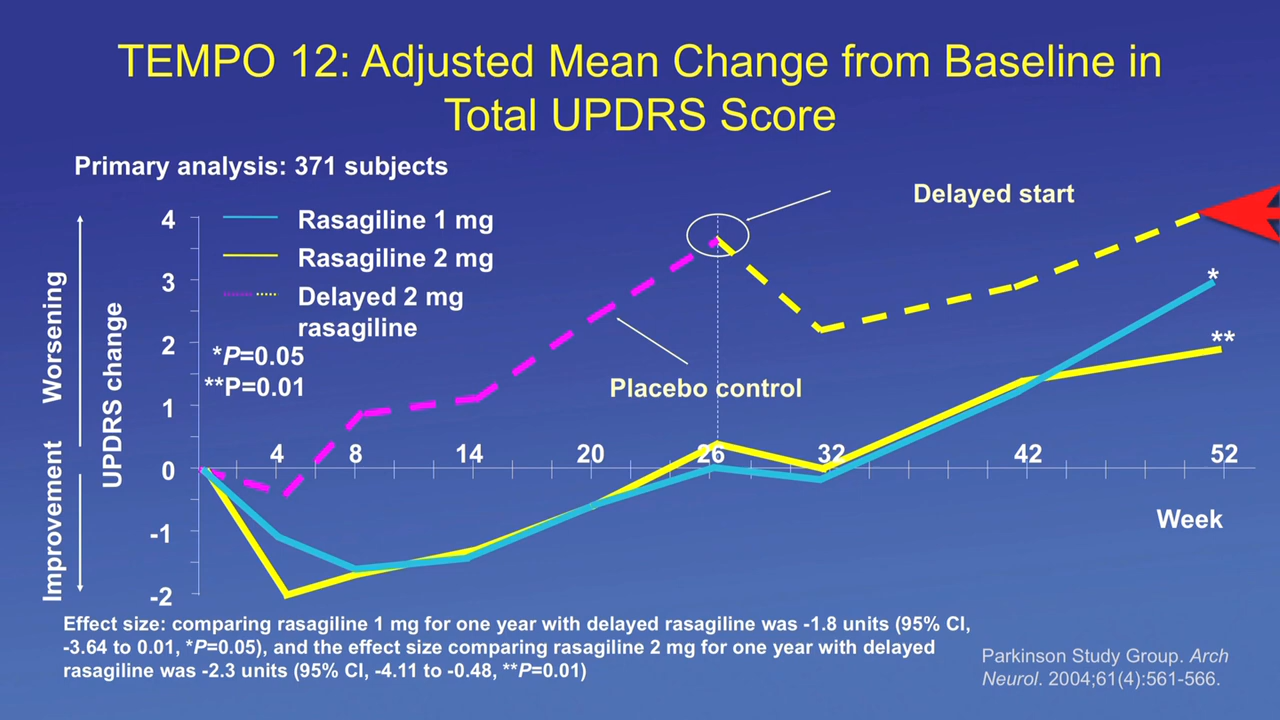 TEMPO 12: Adjusted Mean Change from Baseline in
Total UPDRS Score
Primary analysis: 371 subjects
Delayed start
Worsening
Improvement
UPDRS change
4
3
2
1
0
-1
-2
Rasagiline 1 mg
Rasagiline 2 mg
Delayed 2 mg
rasagiline
*P=0.05
**P=0.01
Placebo control
*
**
4 8 14 20 26 32 42 52
Week
Effect size: comparing rasagiline 1 mg for one year with delayed rasagiline was -1.8 units (95% CI,
-3.64 to 0.01, *P=0.05), and the effect size comparing rasagiline 2 mg for one year with delayed
rasagiline was -2.3 units (95% CI, -4.11 to -0.48, **P=0.01)
Parkinson Study Group. Arch
Neurol. 2004;61(4):561-566.